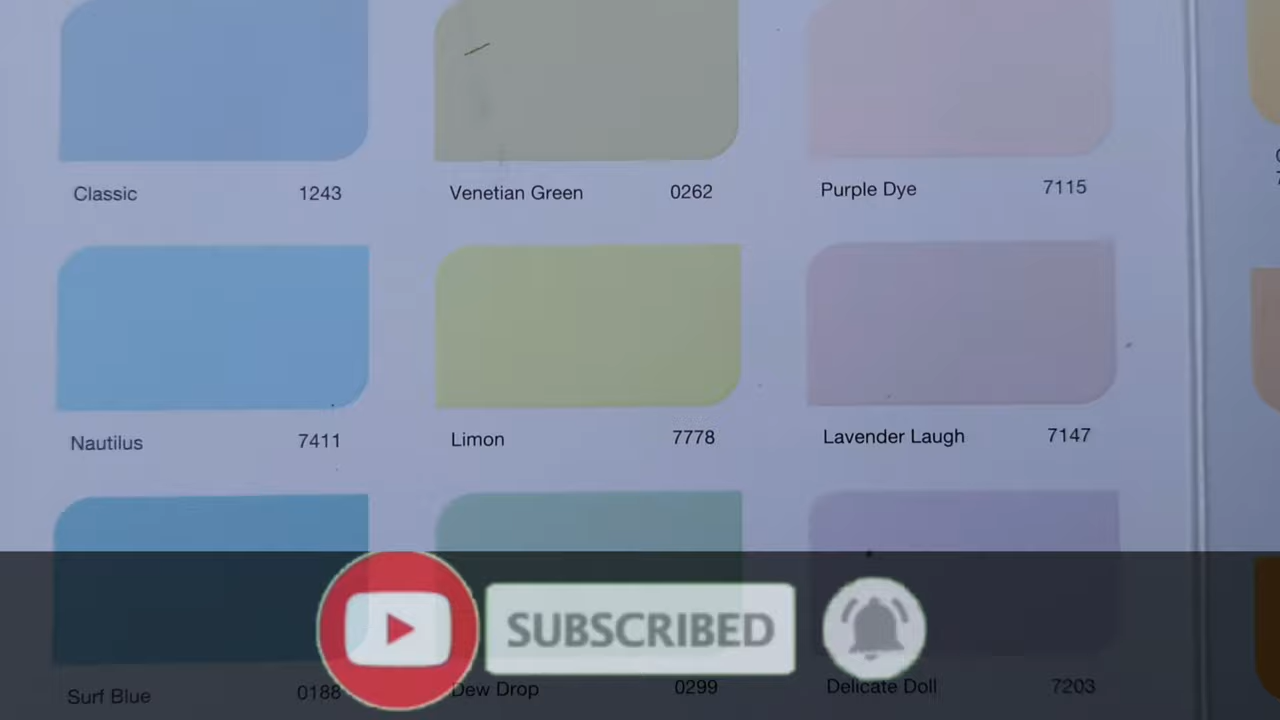 Classic 1243 Venetian Green 0262 Purple Dye 7115
Nautilus 7411 Limon 7778 Lavender Laugh 7147
SUBSCRIBED
Surf Blue 0188 Dew Drop 0299 Delicate Doll 7203